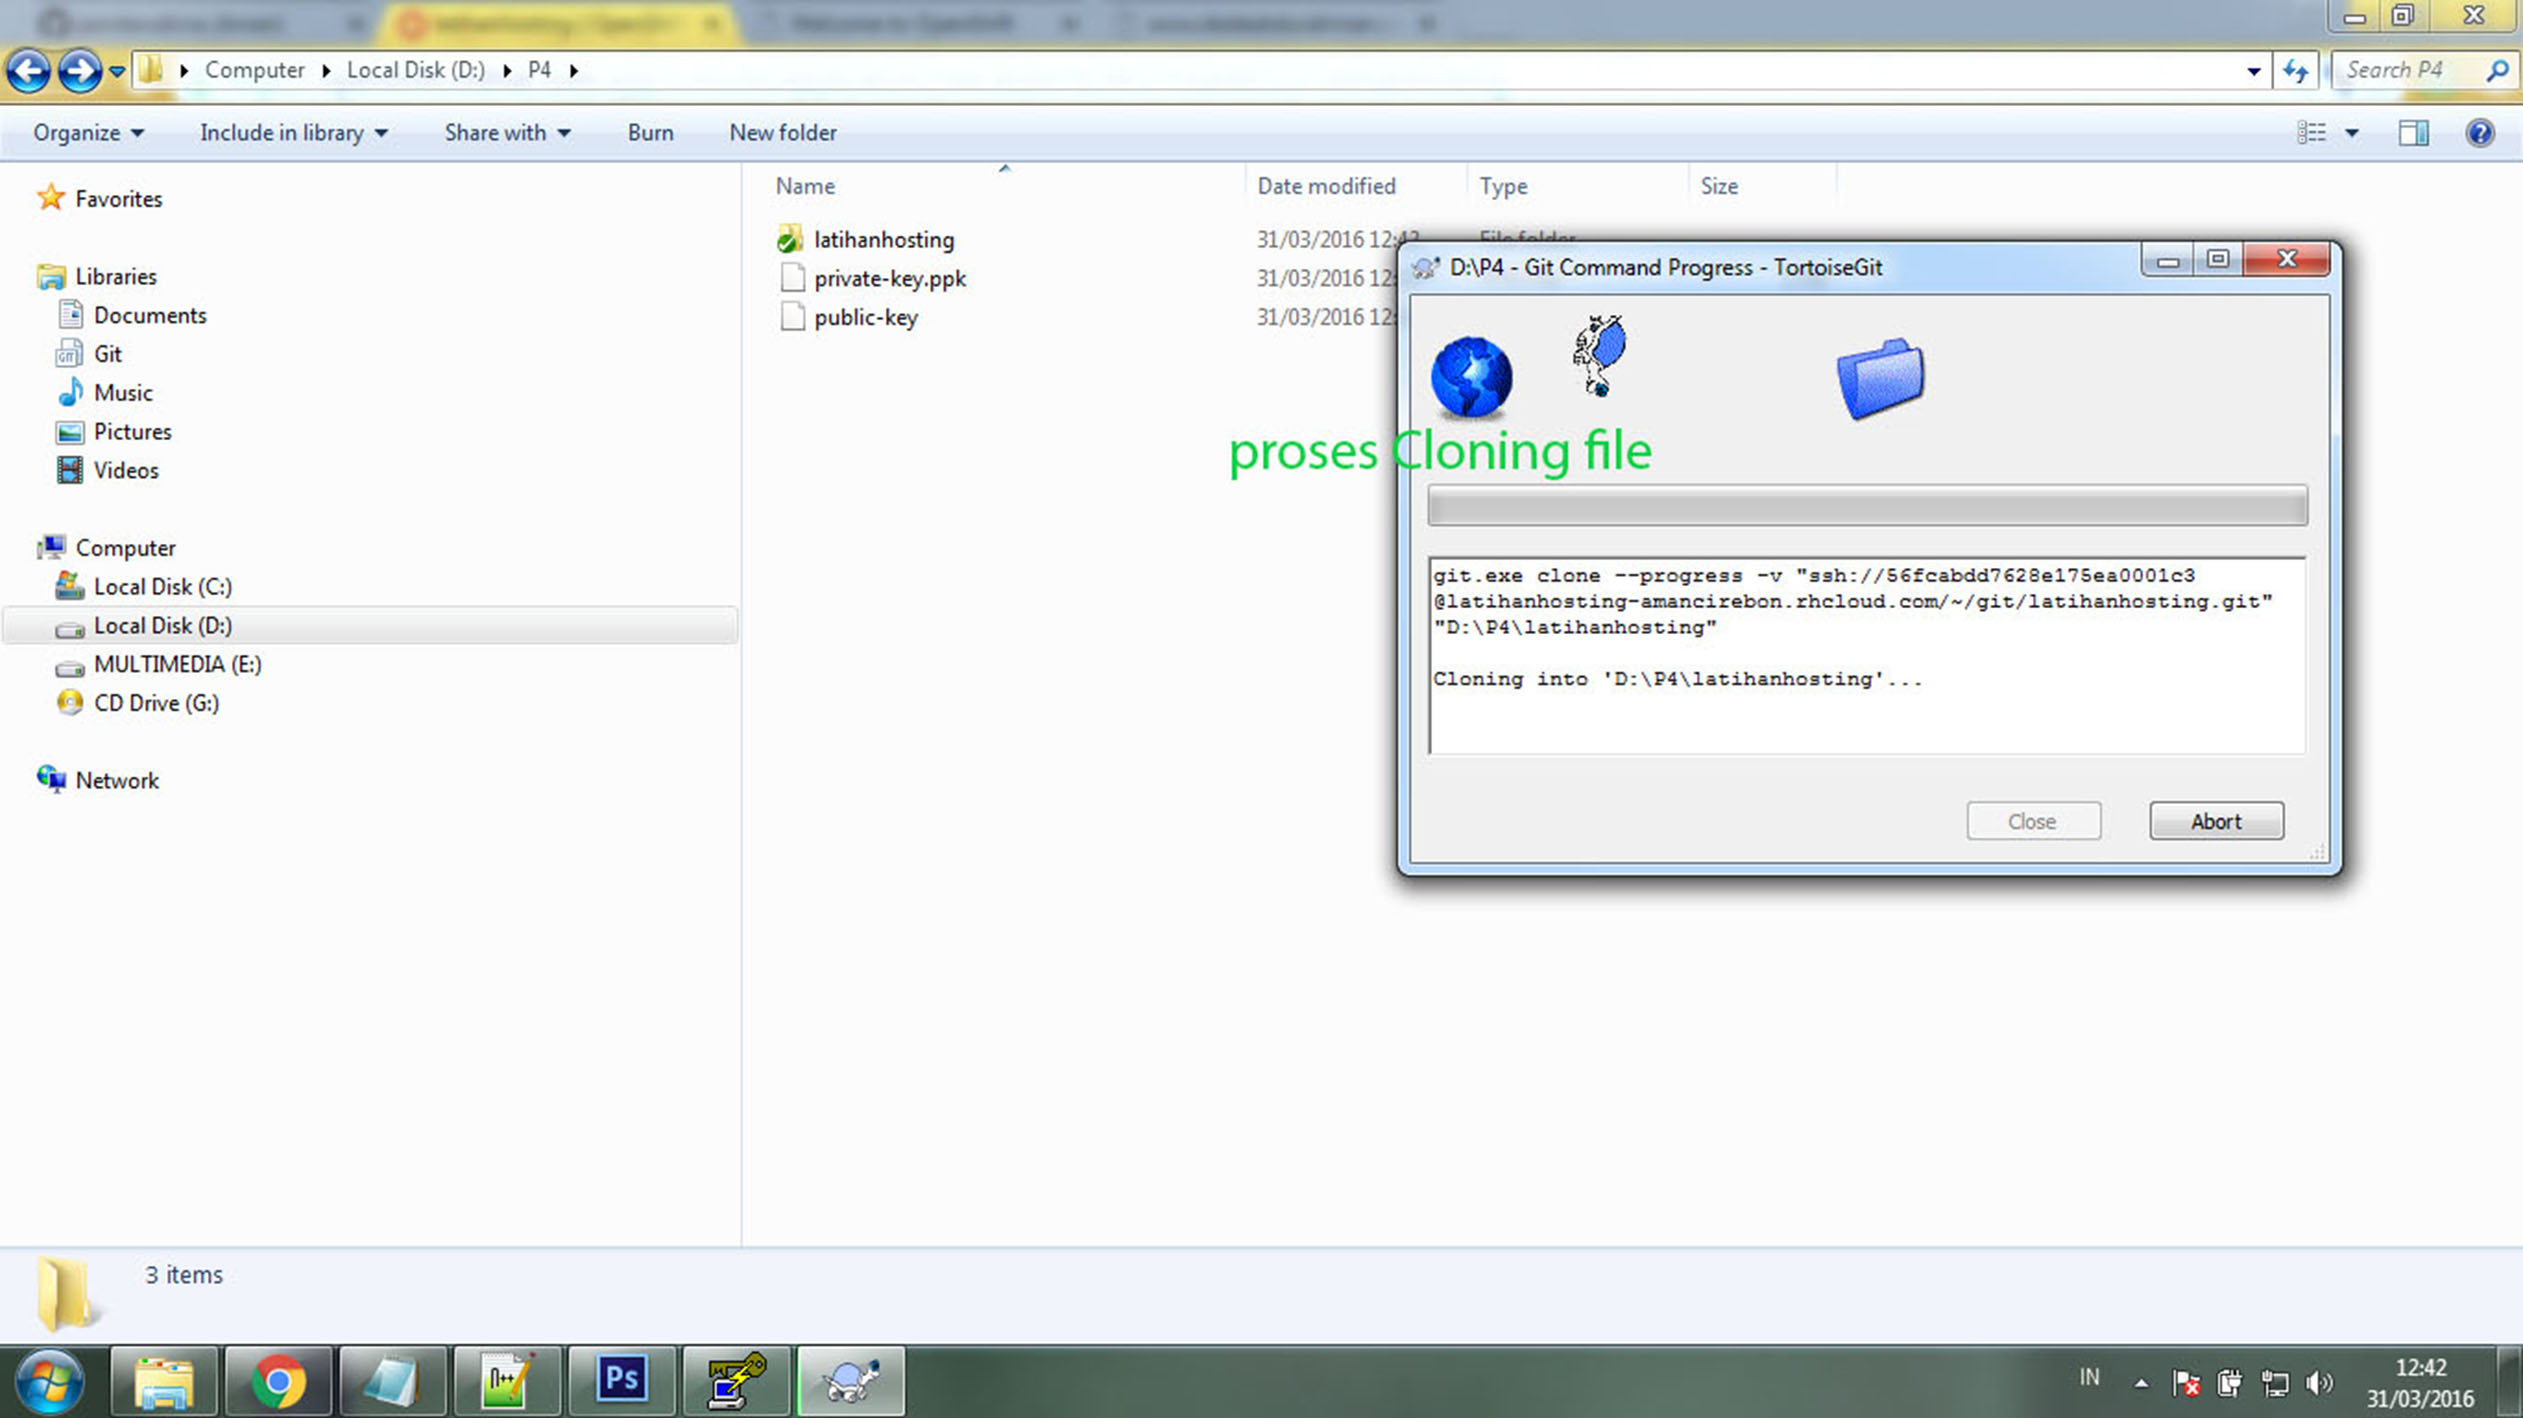 Computer Local Disk (D:) P4
Search P4
Organize Include in library Share with Burn New folder
Favorites
Libraries
Documents
Git
Music
Pictures
Videos
Computer
Local Disk (C:)
Local Disk (D:)
MULTIMEDIA (E:)
CD Drive (G:)
Network
Name Date modified Type Size
latihanhosting 31/03/2016 12:42 File folder
private-key.ppk 31/03/2016 12:
public-key 31/03/2016 12:
D:\P4 - Git Command Progress - TortoiseGit
proses Cloning file
git.exe clone --progress -v "ssh://56fcabdd7628e175ea0001c3
@latihanhosting-amancirebon.rhcloud.com/~/git/latihanhosting.git"
"D:\P4\latihanhosting"
Cloning into 'D:\P4\latihanhosting'...
Close Abort
3 items
Ps
IN
12:42
31/03/2016